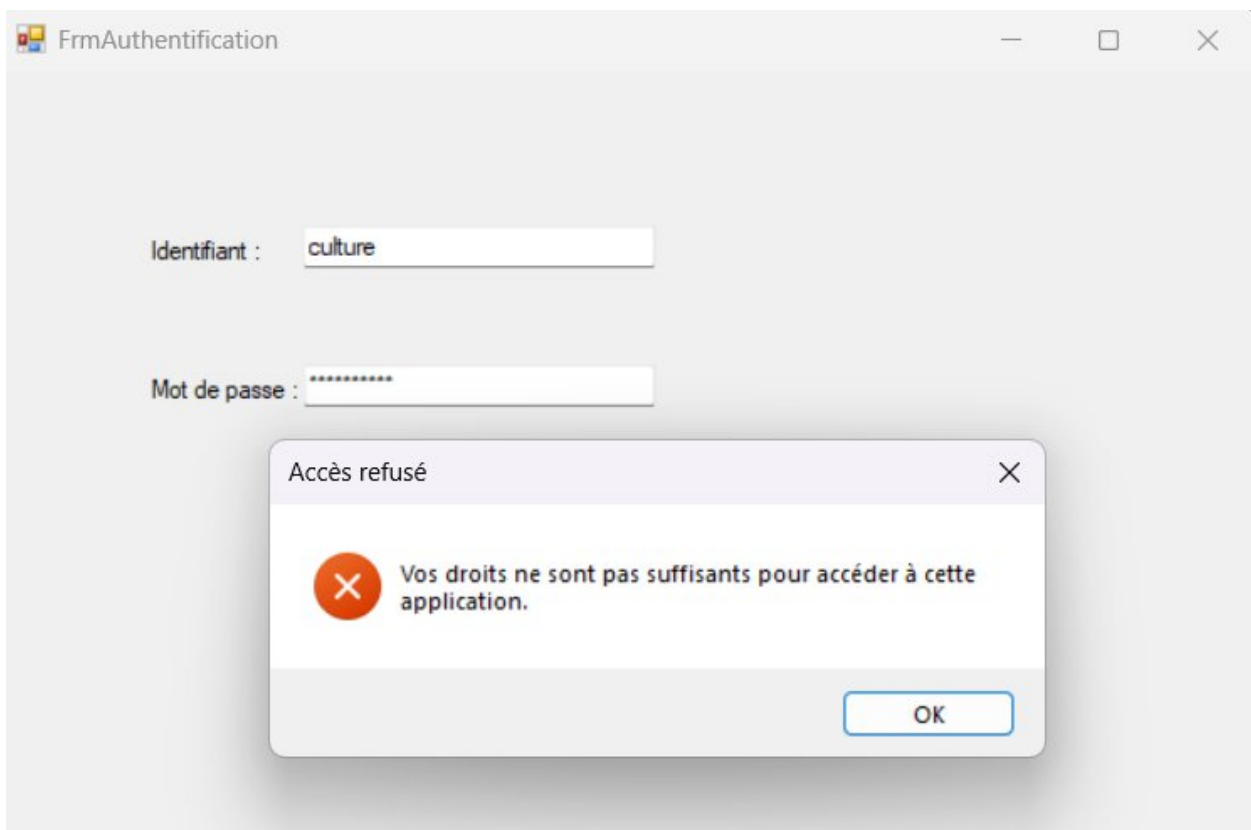 FrmAuthentification
Identifiant : culture
Mot de passe : **********
Accès refusé
Vos droits ne sont pas suffisants pour accéder à cette
application.
OK